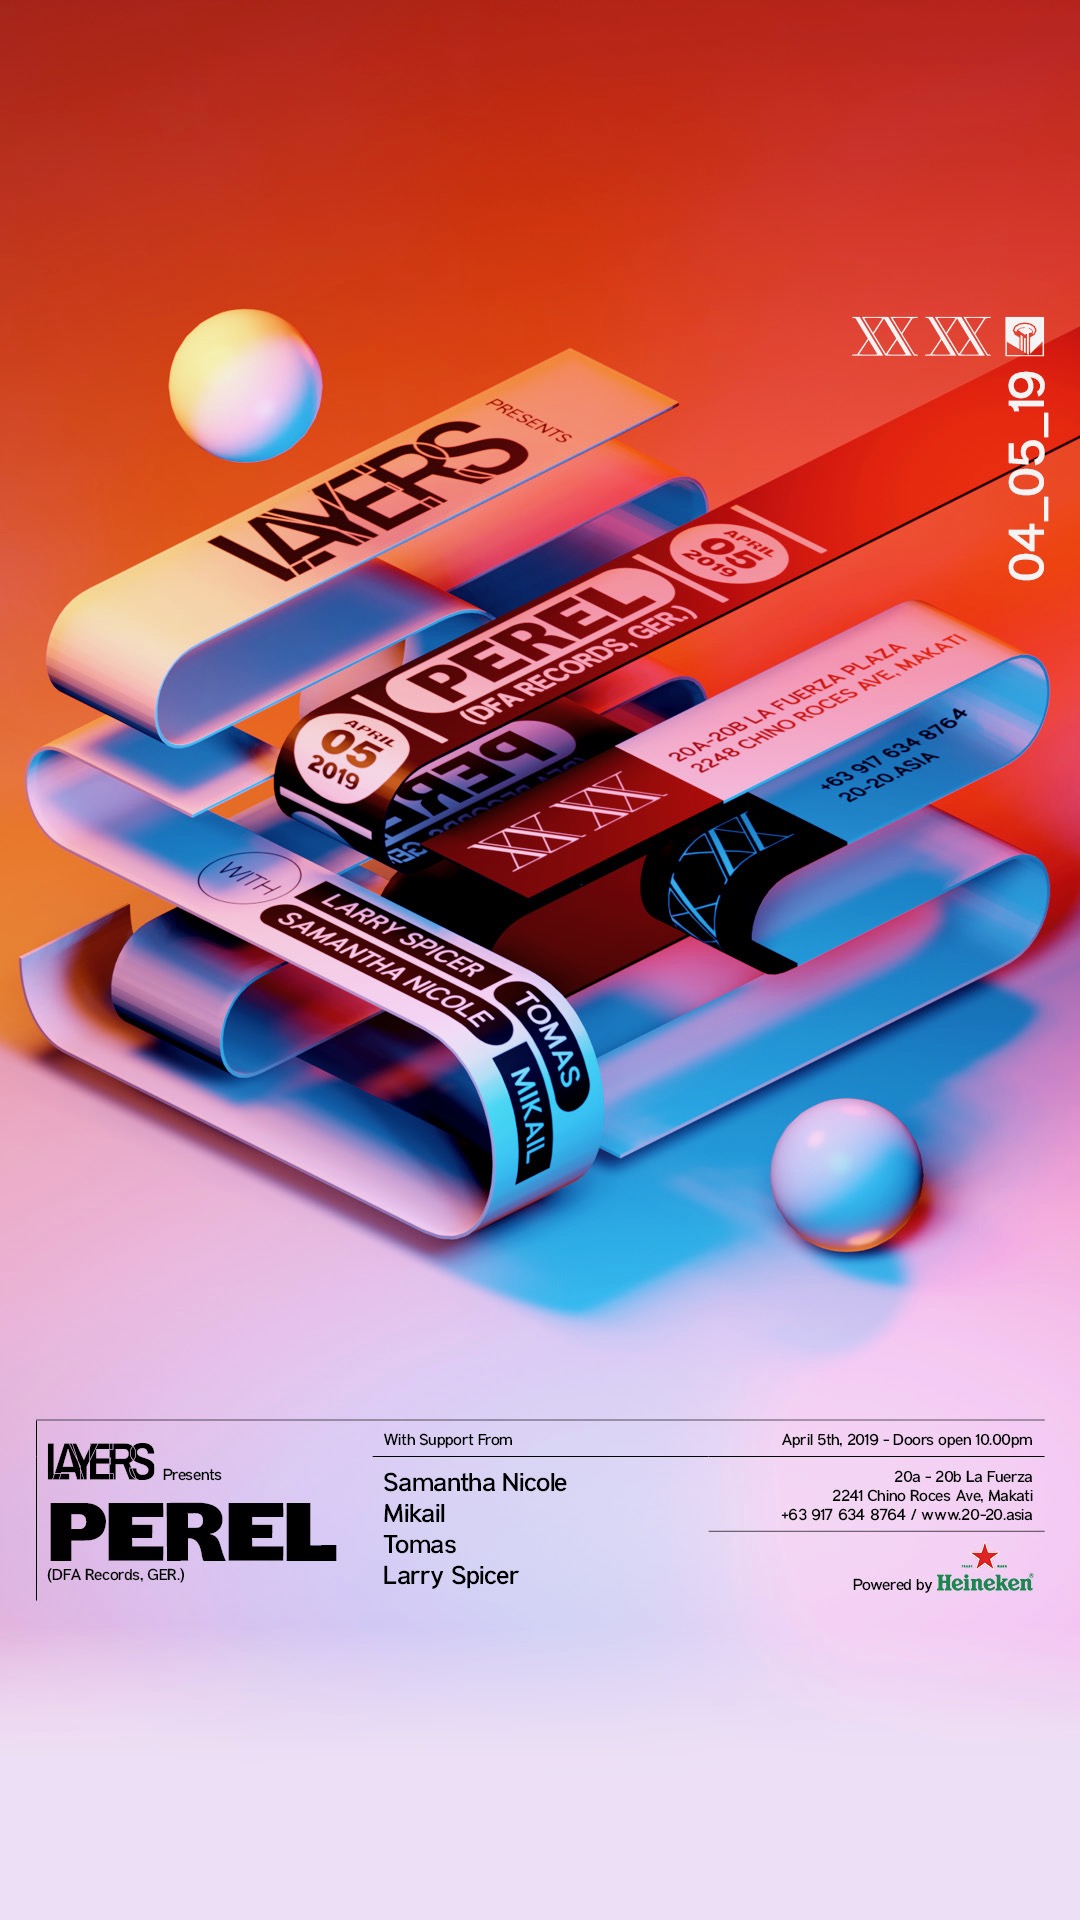 XX XX
04_05_19
LAYERS
PRESENTS
APRIL
05
2019
PEREL
(DFA RECORDS, GER.)
APRIL
05
2019
PEREL
20A-20B LA FUERZA PLAZA
2248 CHINO ROCES AVE, MAKATI
+63 917 634 8764
20-20.ASIA
XX XX
WITH
LARRY SPICER
SAMANTHA NICOLE
TOMAS
MIKAIL
LAYERS Presents
PEREL
(DFA Records, GER.)
With Support From
Samantha Nicole
Mikail
Tomas
Larry Spicer
April 5th, 2019 - Doors open 10.00pm
20a - 20b La Fuerza
2241 Chino Roces Ave, Makati
+63 917 634 8764 / www.20-20.asia
Powered by Heineken